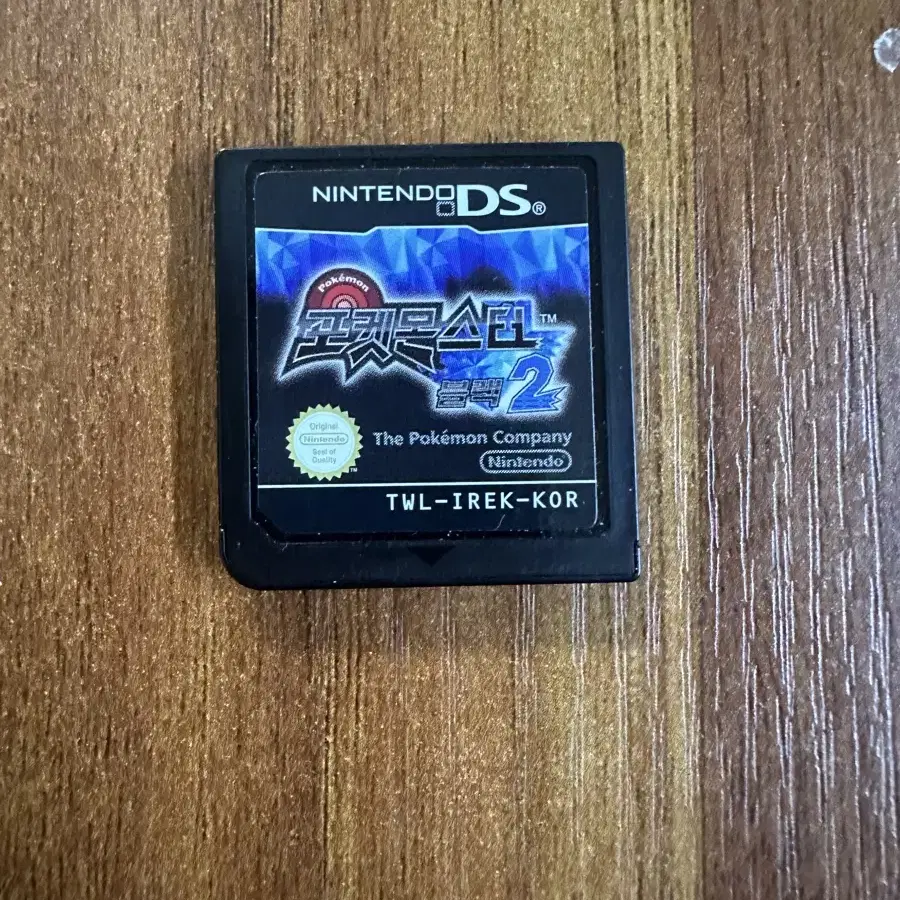 NINTENDO DS®
Pokémon
포켓몬스터™
블랙2
Original
Nintendo
Seal of
Quality
TM
The Pokémon Company
Nintendo
TWL-IREK-KOR